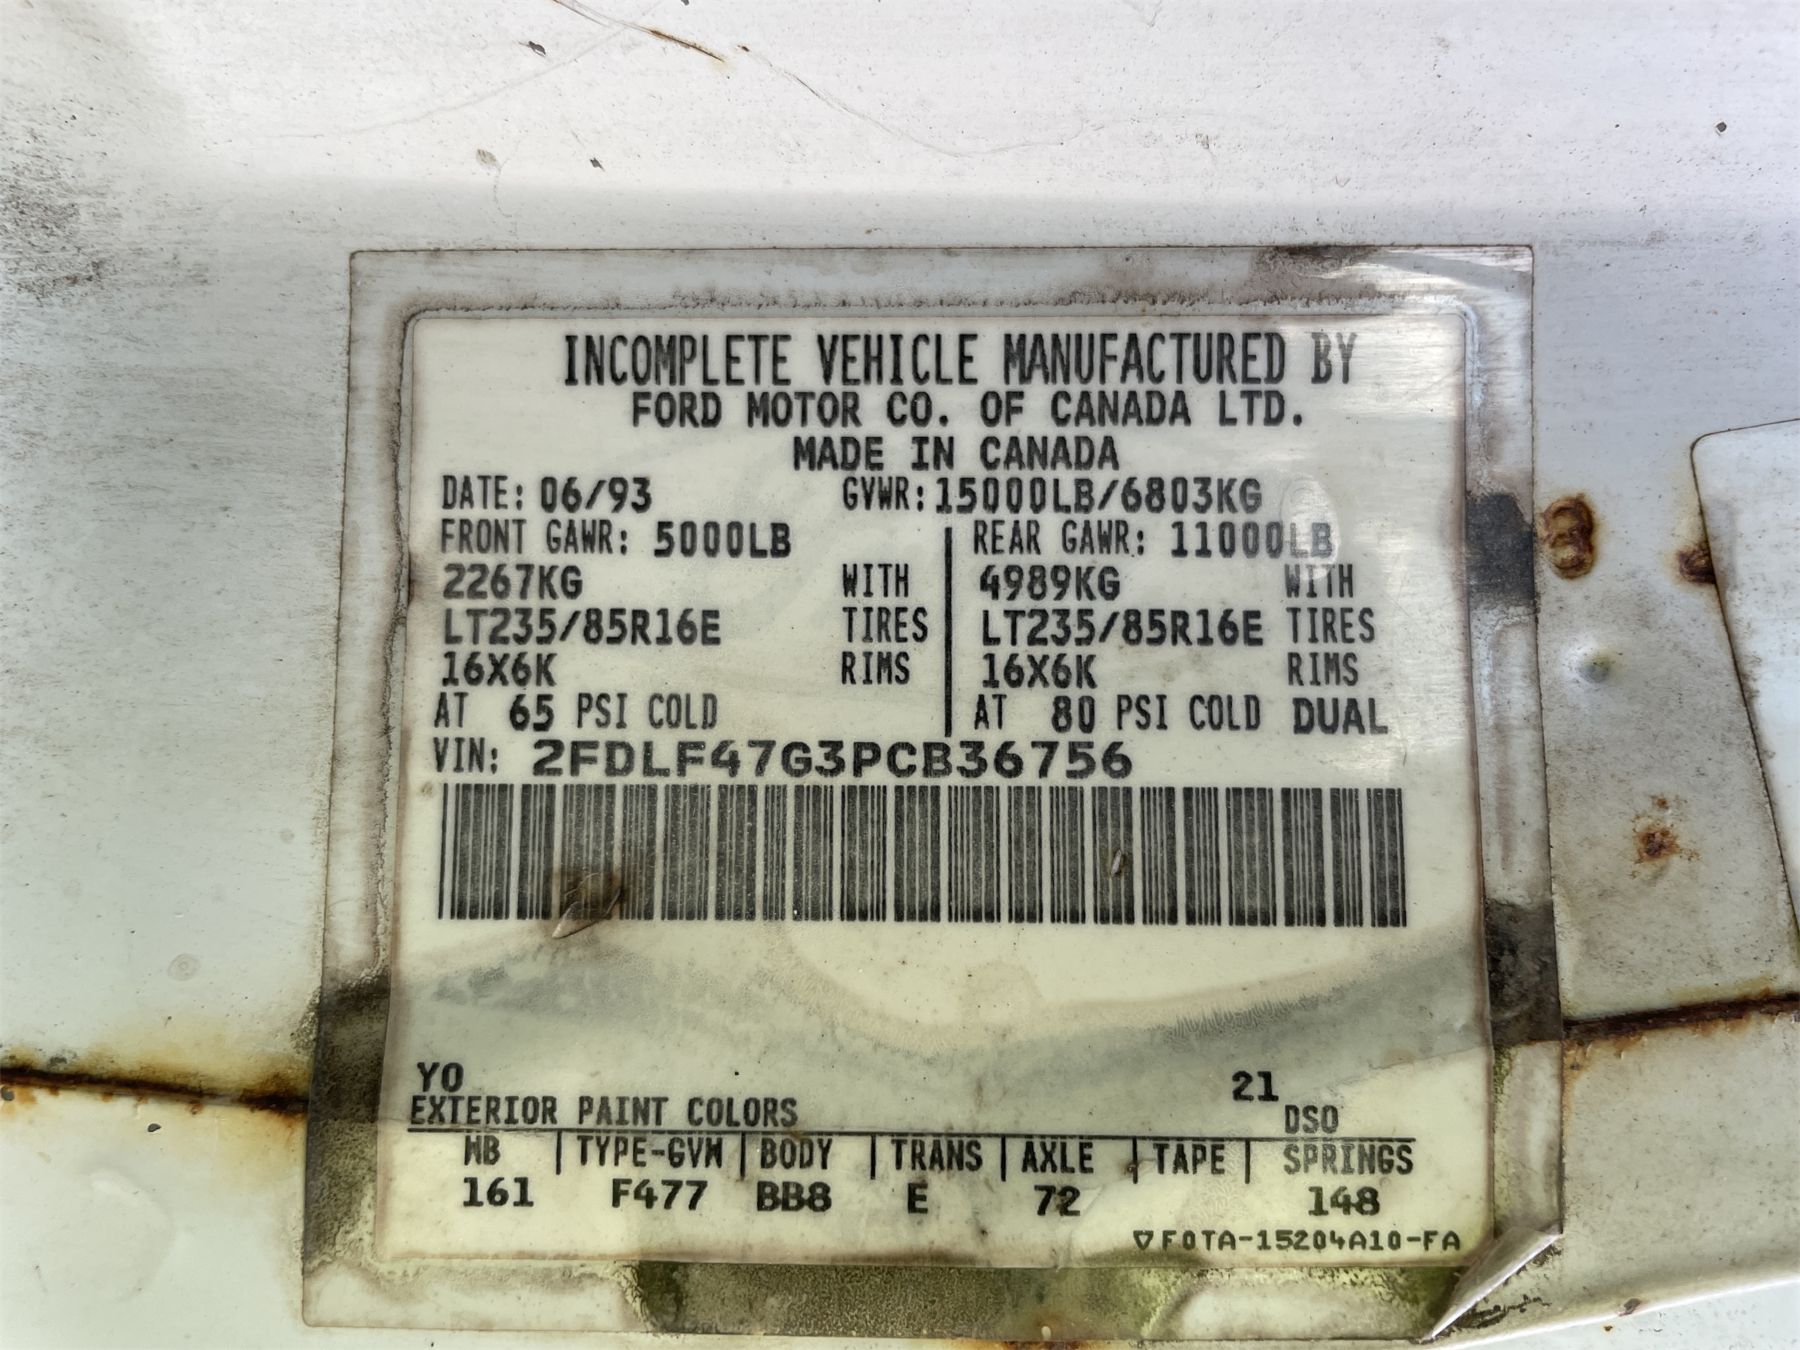 INCOMPLETE VEHICLE MANUFACTURED BY
FORD MOTOR CO. OF CANADA LTD.
MADE IN CANADA
DATE: 06/93 GVWR: 15000LB/6803KG
FRONT GAWR: 5000LB REAR GAWR: 11000LB
2267KG WITH 4989KG WITH
LT235/85R16E TIRES LT235/85R16E TIRES
16X6K RIMS 16X6K RIMS
AT 65 PSI COLD AT 80 PSI COLD DUAL
VIN: 2FDLF47G3PCB36756
YO 21
EXTERIOR PAINT COLORS DSO
WB | TYPE-GVW | BODY | TRANS | AXLE | TAPE | SPRINGS
161 F477 BB8 E 72 148
▽F0TA-15204A10-FA